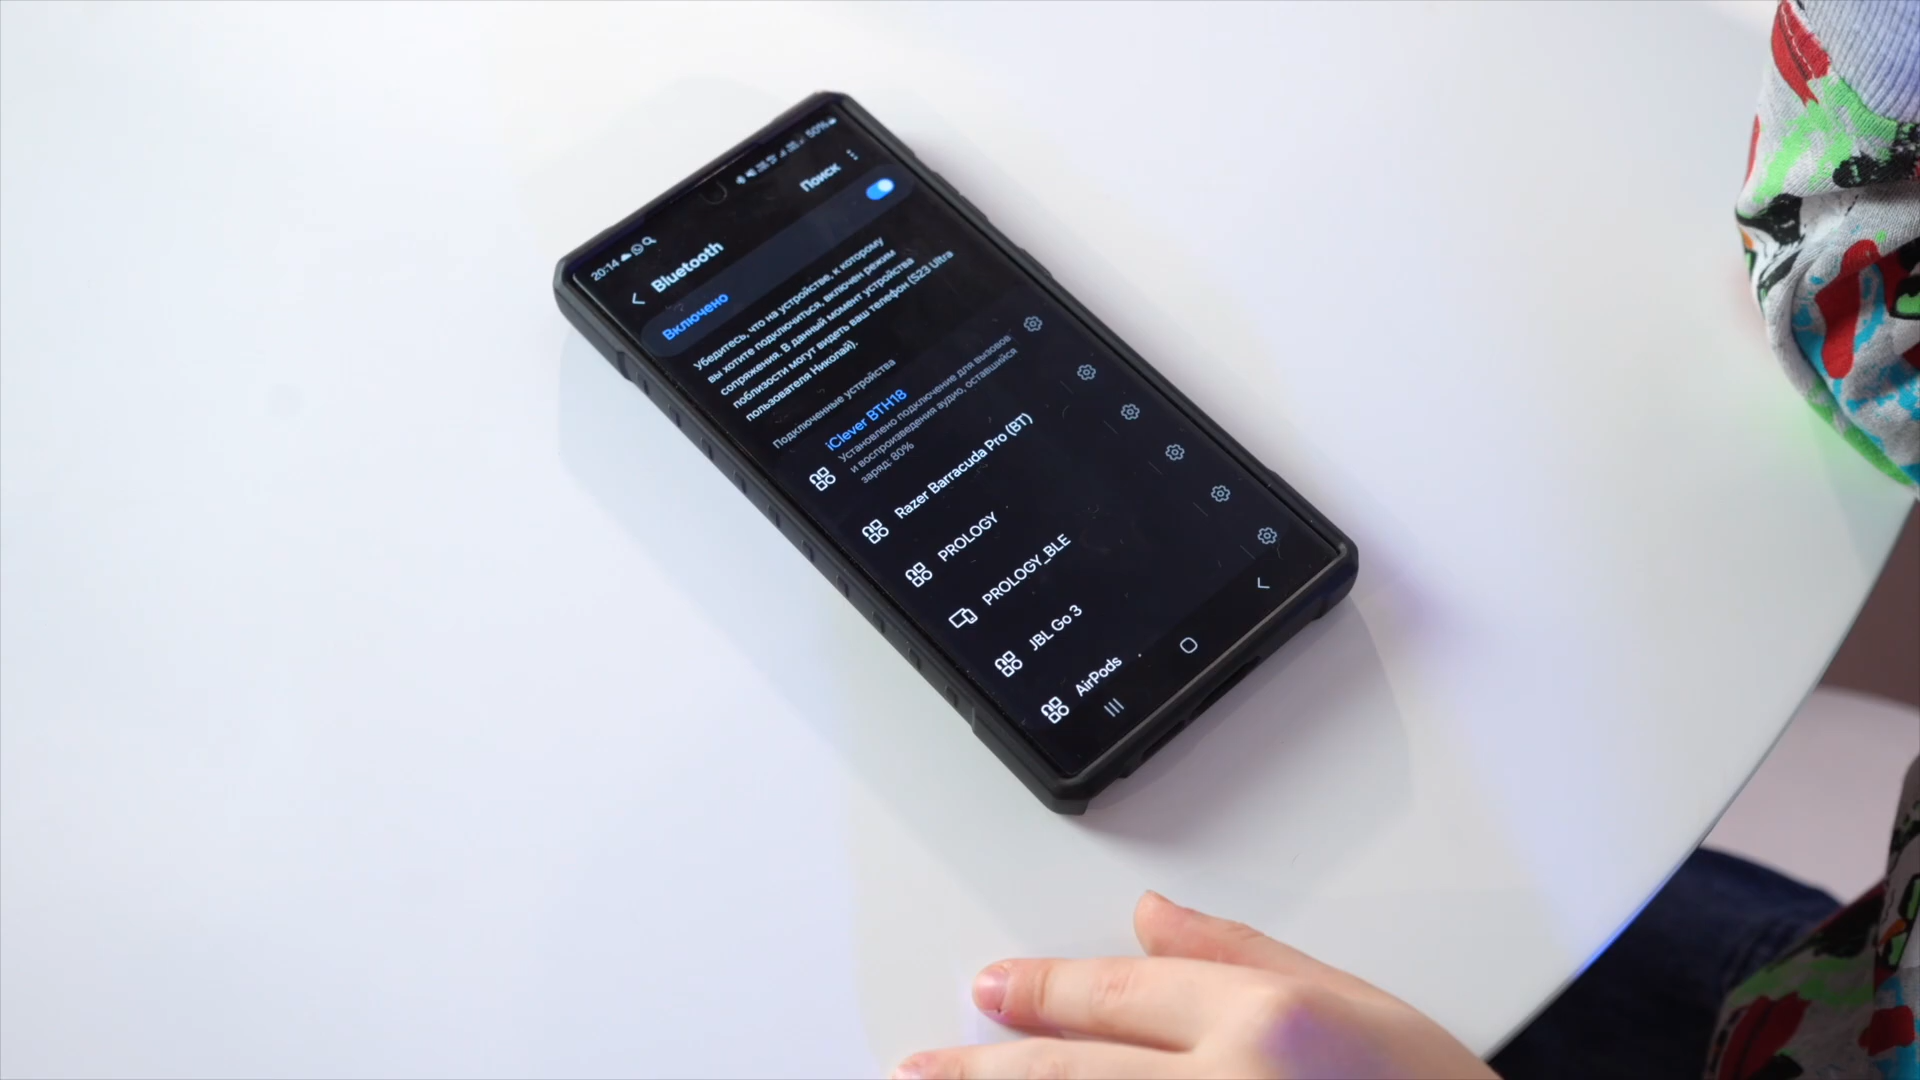 20:14
50%
Bluetooth
Поиск
Включено
Убедитесь, что на устройстве, к которому
вы хотите подключиться, включен режим
сопряжения. В данный момент устройства
поблизости могут видеть ваш телефон (S23 Ultra
пользователя Николай).
Подключенные устройства
iClever BTH18
Установлено подключение для вызовов
и воспроизведения аудио, оставшийся
заряд: 80%
Razer Barracuda Pro (BT)
PROLOGY
PROLOGY_BLE
JBL Go 3
AirPods